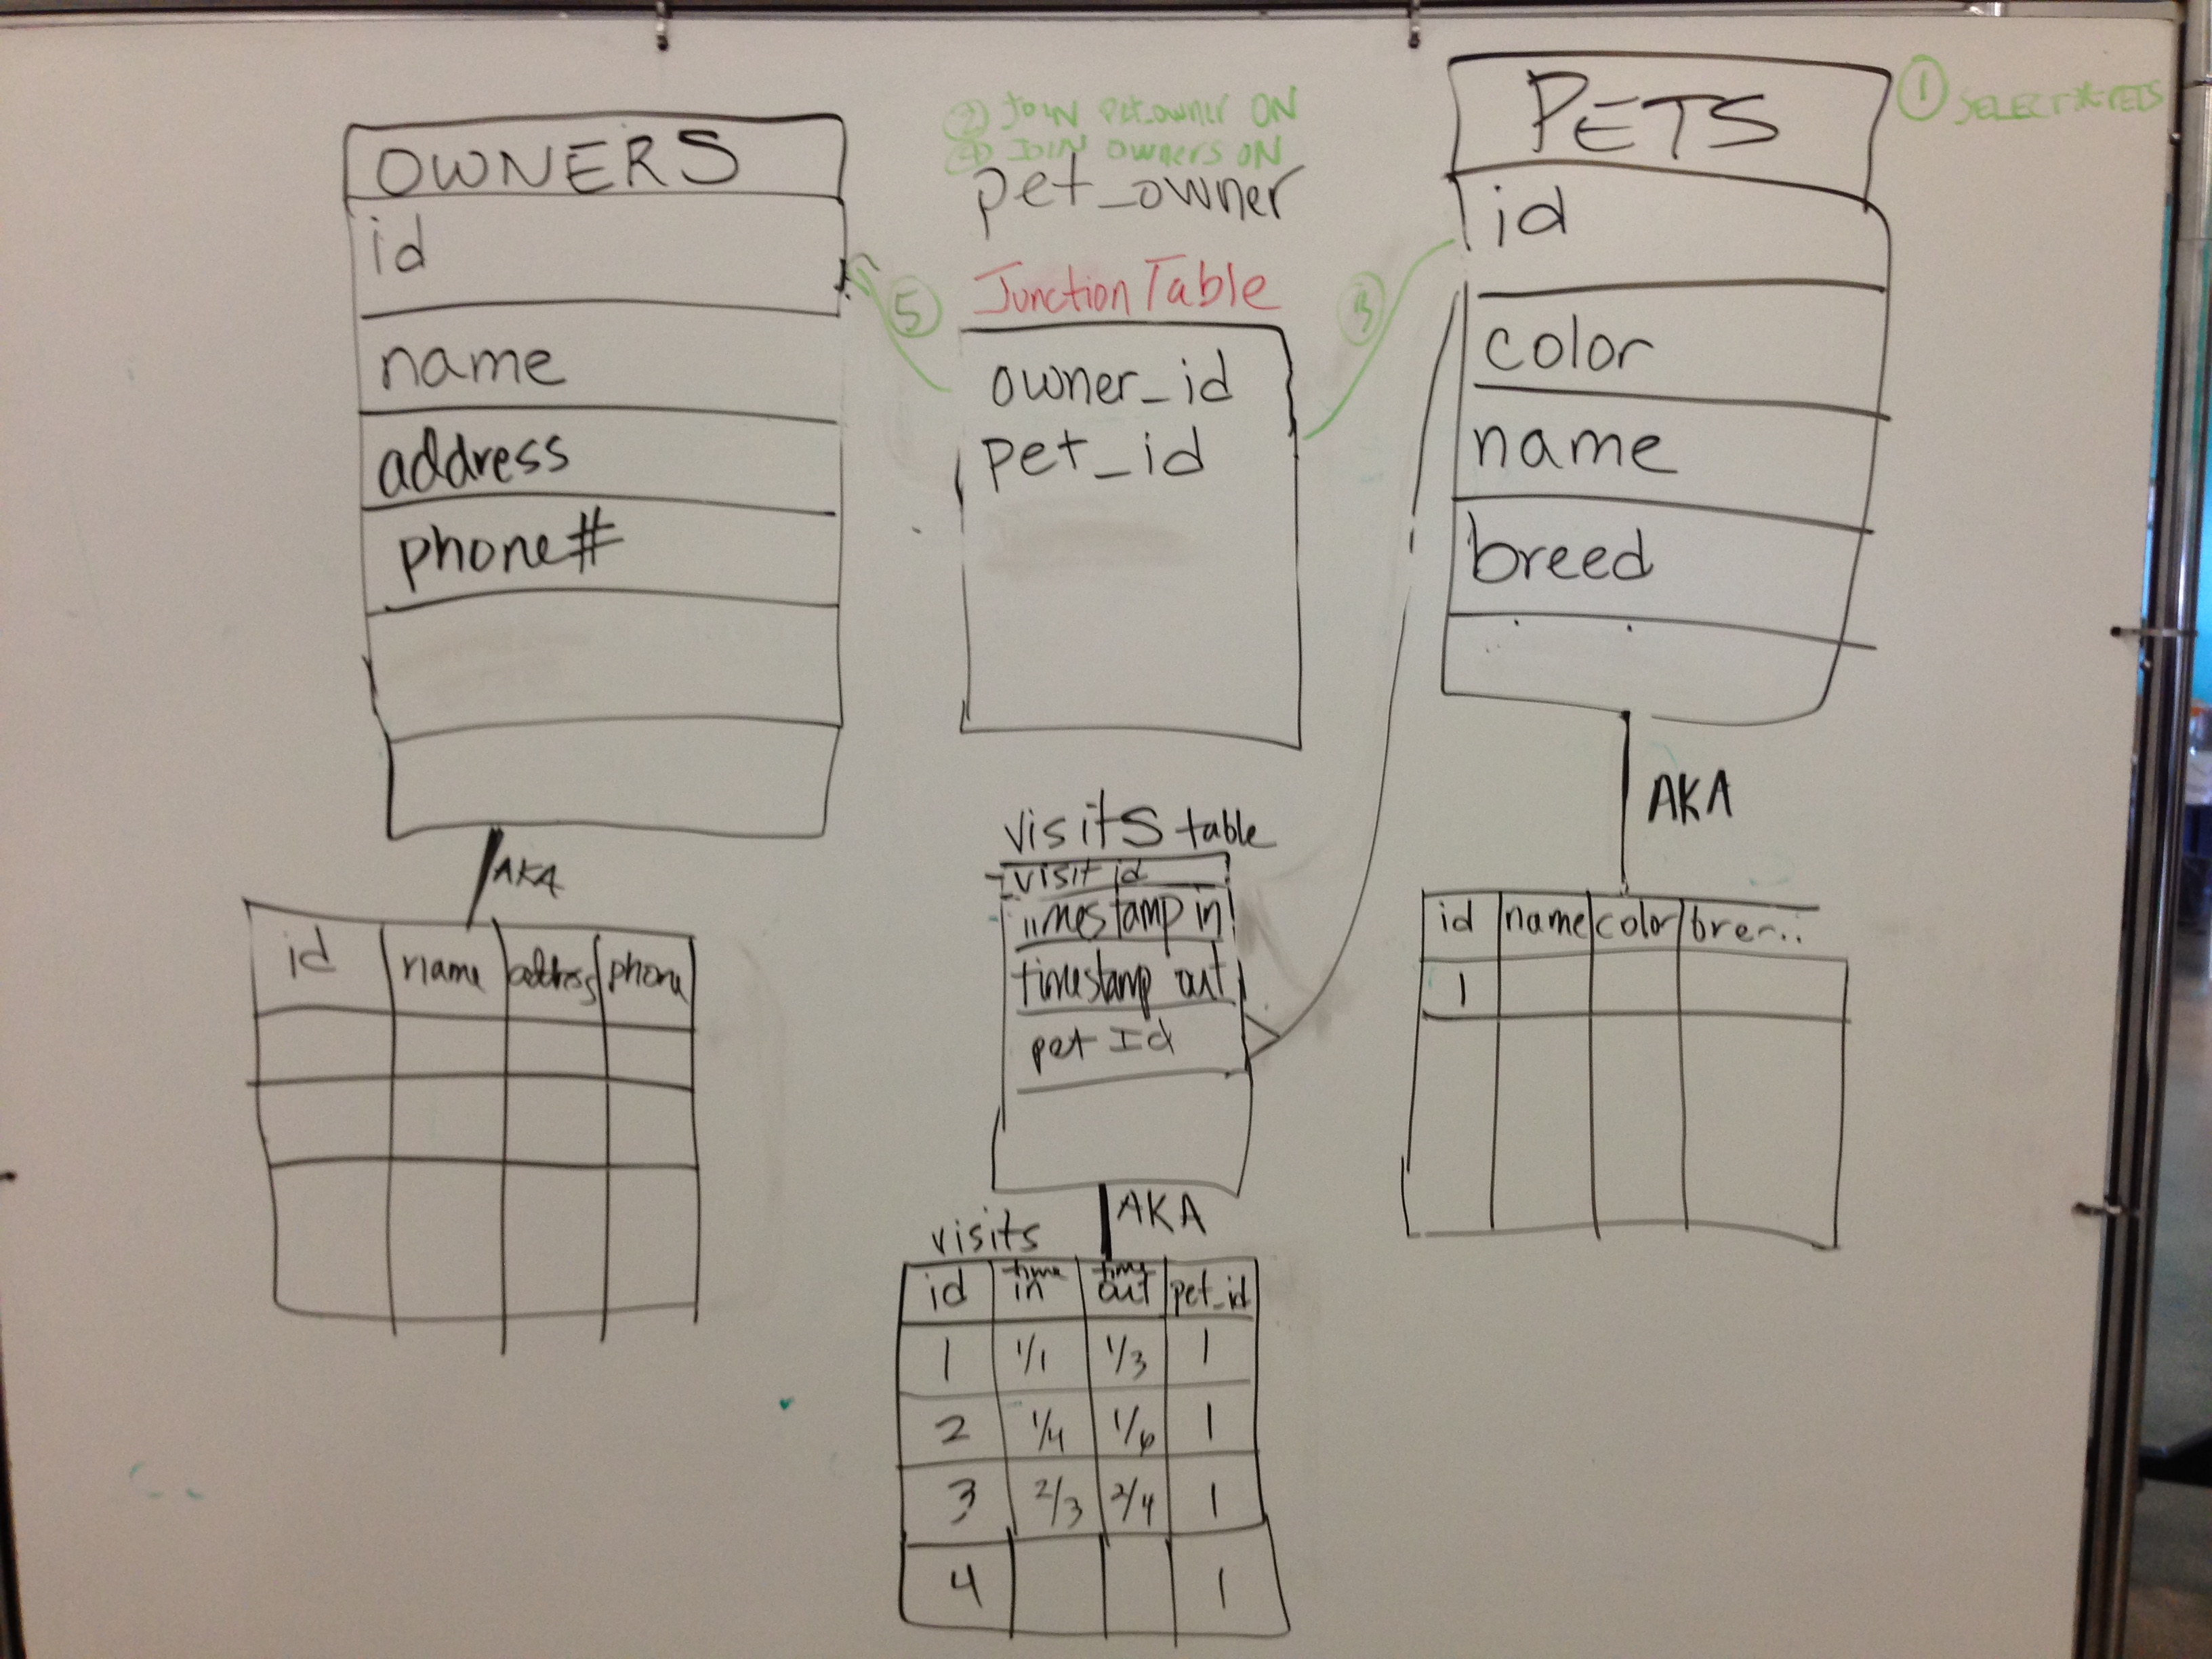 OWNERS
id
name
address
phone#
AKA
id name address phone
② JOIN pet_owner ON
④ JOIN owners ON
pet_owner
Junction Table
owner_id
pet_id
⑤
③
PETS
① SELECT * PETS
id
color
name
breed
AKA
id name color bree..
1
visits table
visit id
timestamp in
timestamp out
pet Id
AKA
visits
id time in time out pet_id
1 1/1 1/3 1
2 1/4 1/6 1
3 2/3 2/4 1
4 1